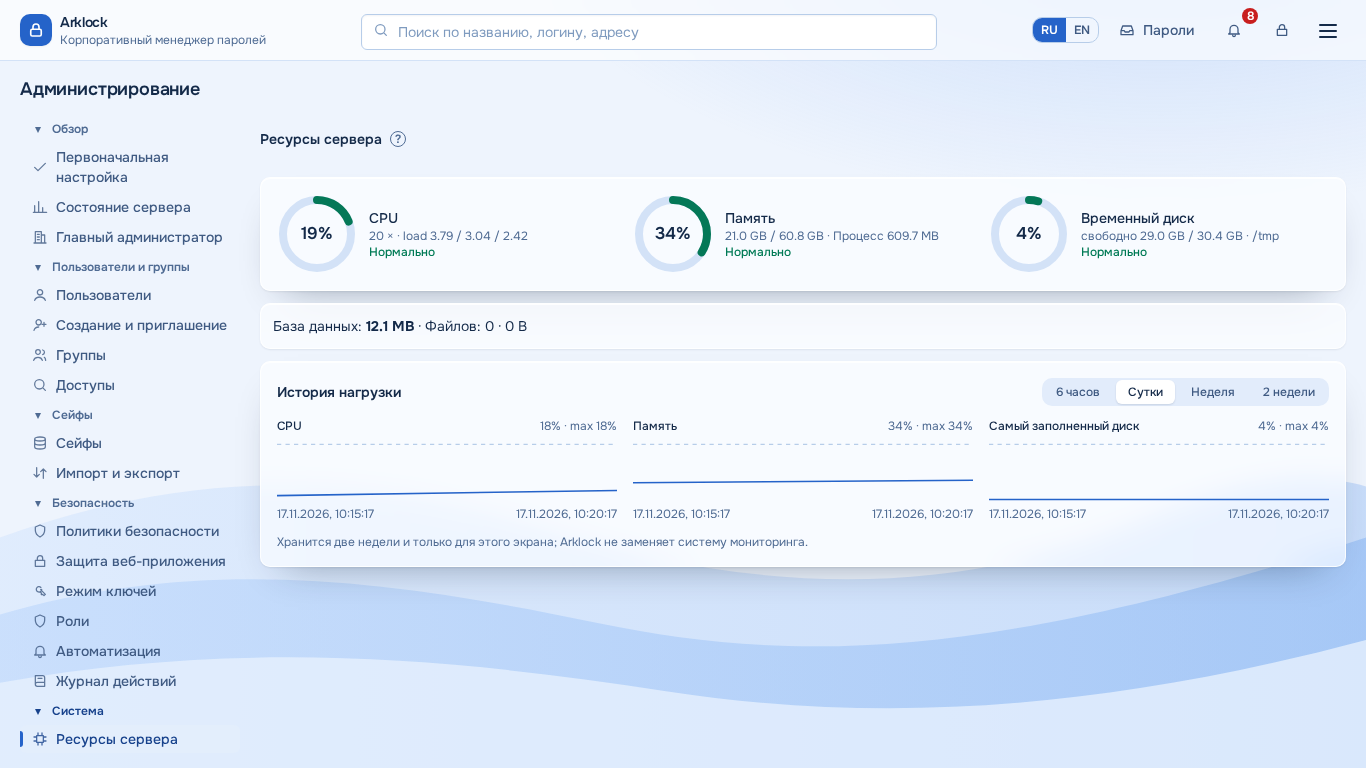 Arklock
Корпоративный менеджер паролей
Поиск по названию, логину, адресу
RU EN
Пароли
8
Администрирование
Обзор
Первоначальная
настройка
Состояние сервера
Главный администратор
Пользователи и группы
Пользователи
Создание и приглашение
Группы
Доступы
Сейфы
Сейфы
Импорт и экспорт
Безопасность
Политики безопасности
Защита веб-приложения
Режим ключей
Роли
Автоматизация
Журнал действий
Система
Ресурсы сервера
Ресурсы сервера ?
19%
CPU
20 × · load 3.79 / 3.04 / 2.42
Нормально
34%
Память
21.0 GB / 60.8 GB · Процесс 609.7 MB
Нормально
4%
Временный диск
свободно 29.0 GB / 30.4 GB · /tmp
Нормально
База данных: 12.1 MB · Файлов: 0 · 0 B
История нагрузки
6 часов Сутки Неделя 2 недели
CPU 18% · max 18%
17.11.2026, 10:15:17 17.11.2026, 10:20:17
Память 34% · max 34%
17.11.2026, 10:15:17 17.11.2026, 10:20:17
Самый заполненный диск 4% · max 4%
17.11.2026, 10:15:17 17.11.2026, 10:20:17
Хранится две недели и только для этого экрана; Arklock не заменяет систему мониторинга.